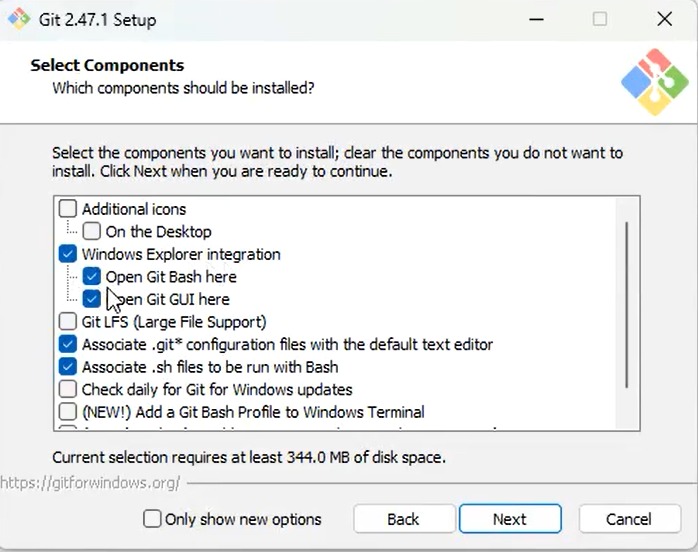 Git 2.47.1 Setup
Select Components
Which components should be installed?
Select the components you want to install; clear the components you do not want to
install. Click Next when you are ready to continue.
Additional icons
On the Desktop
Windows Explorer integration
Open Git Bash here
Open Git GUI here
Git LFS (Large File Support)
Associate .git* configuration files with the default text editor
Associate .sh files to be run with Bash
Check daily for Git for Windows updates
(NEW!) Add a Git Bash Profile to Windows Terminal
Current selection requires at least 344.0 MB of disk space.
https://gitforwindows.org/
Only show new options
Back
Next
Cancel